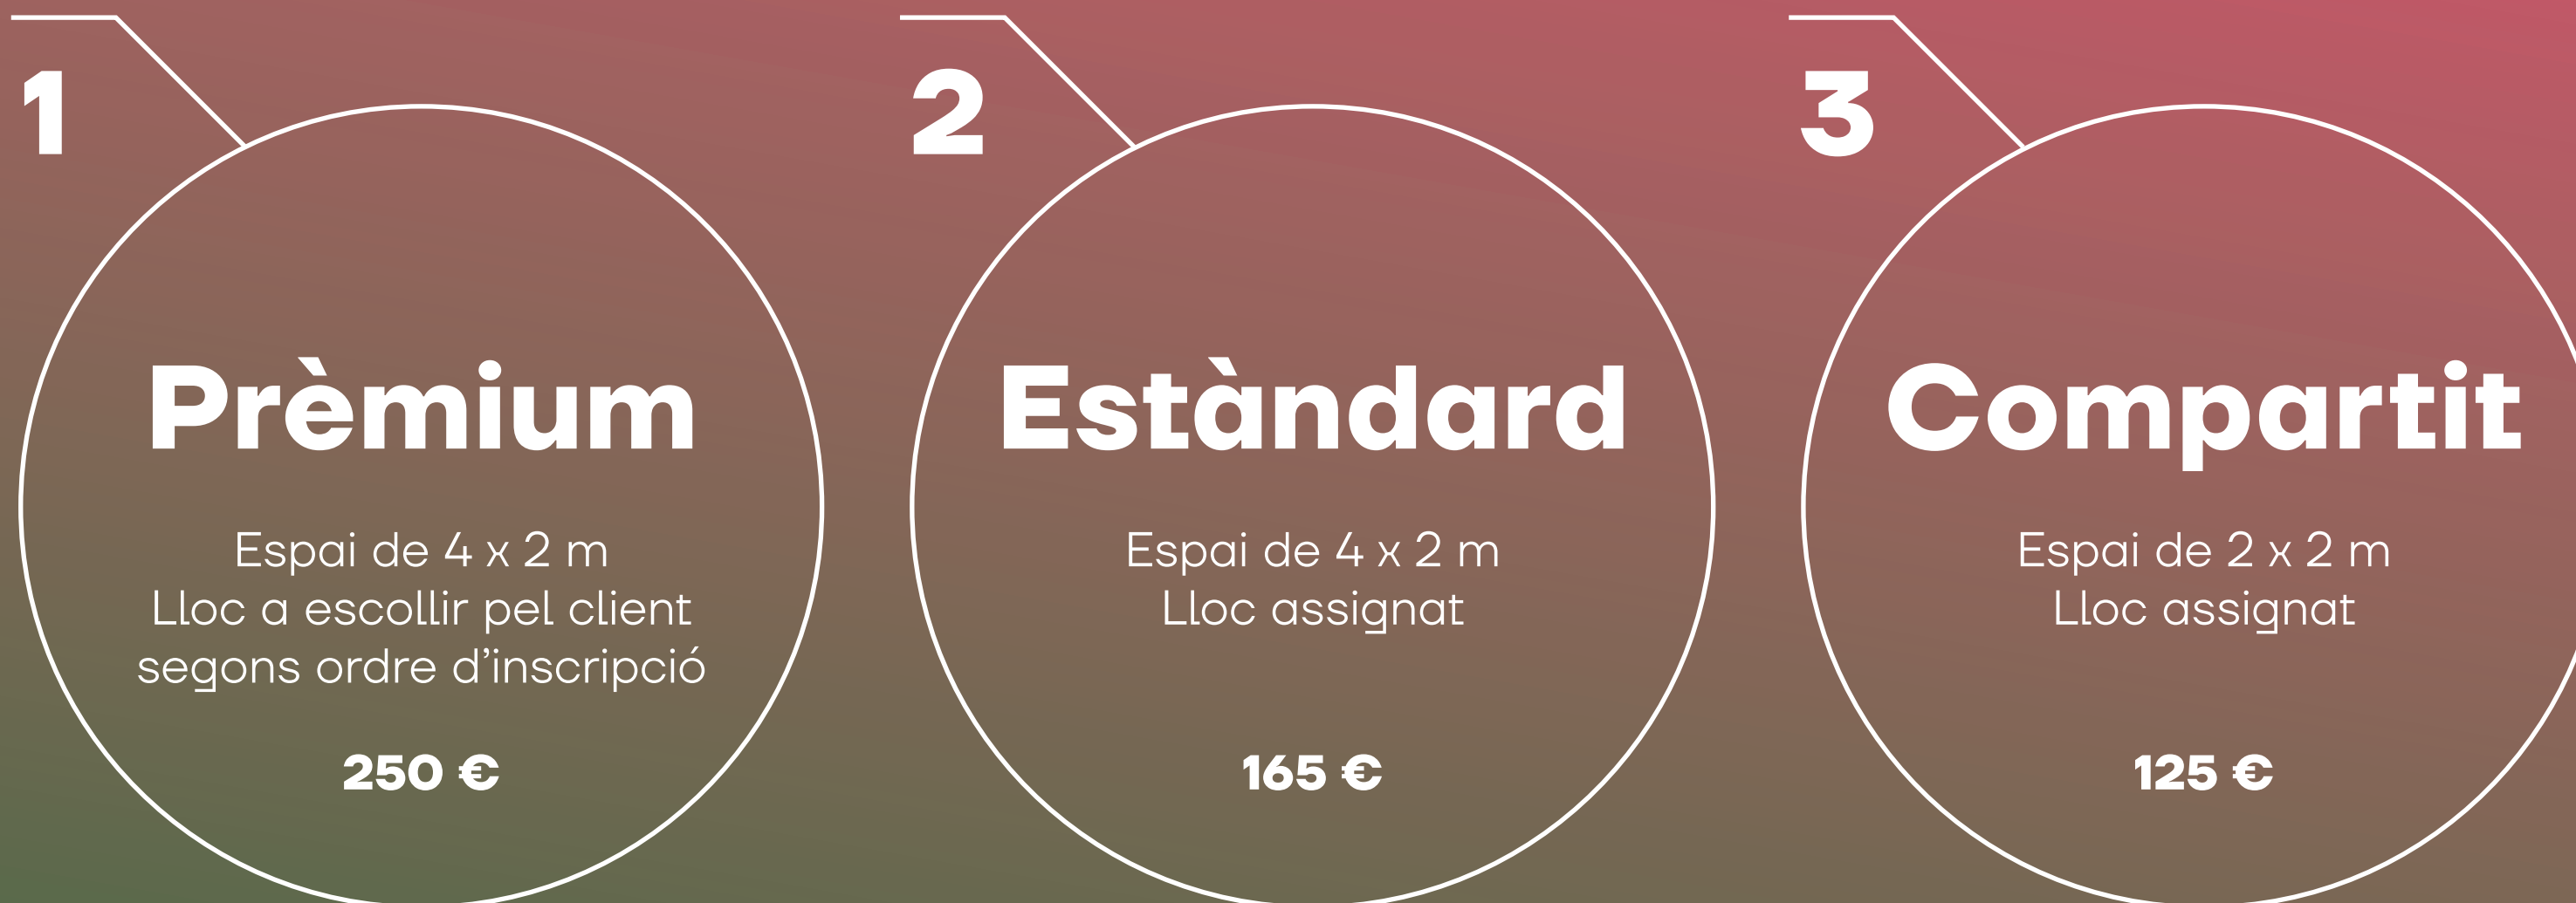 1
Prèmium
Espai de 4 x 2 m
Lloc a escollir pel client
segons ordre d’inscripció
250 €
2
Estàndard
Espai de 4 x 2 m
Lloc assignat
165 €
3
Compartit
Espai de 2 x 2 m
Lloc assignat
125 €